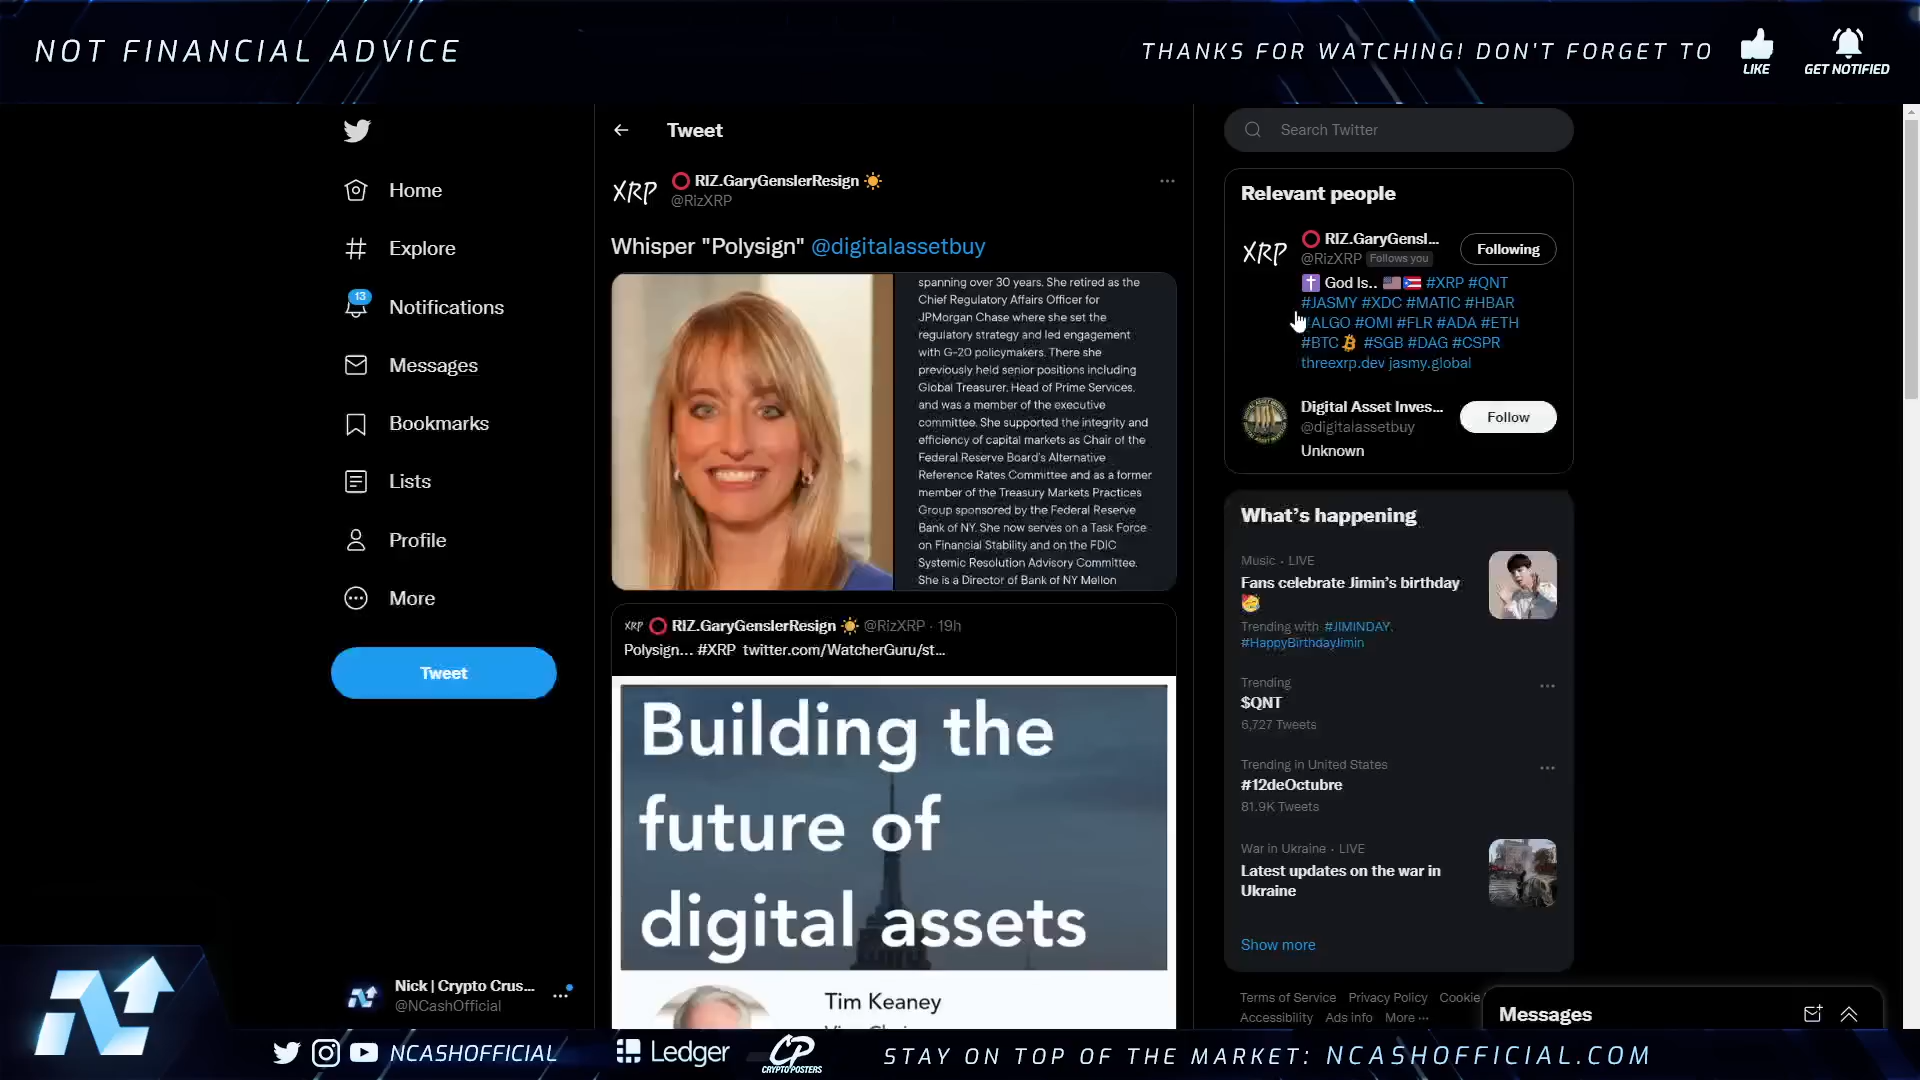 NOT FINANCIAL ADVICE
THANKS FOR WATCHING! DON'T FORGET TO
LIKE
GET NOTIFIED
Home
Explore
13
Notifications
Messages
Bookmarks
Lists
Profile
More
Tweet
Nick | Crypto Crus...
@NCashOfficial
Tweet
XRP
RIZ.GaryGenslerResign
@RizXRP
Whisper "Polysign" @digitalassetbuy
spanning over 30 years. She retired as the
Chief Regulatory Affairs Officer for
JPMorgan Chase where she set the
regulatory strategy and led engagement
with G-20 policymakers. There she
previously held senior positions including
Global Treasurer, Head of Prime Services,
and was a member of the executive
committee. She supported the integrity and
efficiency of capital markets as Chair of the
Federal Reserve Board's Alternative
Reference Rates Committee and as a former
member of the Treasury Markets Practices
Group sponsored by the Federal Reserve
Bank of NY. She now serves on a Task Force
on Financial Stability and on the FDIC
Systemic Resolution Advisory Committee.
She is a Director of Bank of NY Mellon
XRP RIZ.GaryGenslerResign @RizXRP · 19h
Polysign... #XRP twitter.com/WatcherGuru/st...
Building the
future of
digital assets
Tim Keaney
Search Twitter
Relevant people
XRP
RIZ.GaryGensl...
@RizXRP Follows you
Following
God Is.. #XRP #QNT
#JASMY #XDC #MATIC #HBAR
ALGO #OMI #FLR #ADA #ETH
#BTC #SGB #DAG #CSPR
threexrp.dev jasmy.global
Digital Asset Inves...
@digitalassetbuy
Follow
Unknown
What's happening
Music · LIVE
Fans celebrate Jimin's birthday
Trending with #JIMINDAY,
#HappyBirthdayJimin
Trending
$QNT
6,727 Tweets
Trending in United States
#12deOctubre
81.9K Tweets
War in Ukraine · LIVE
Latest updates on the war in
Ukraine
Show more
Terms of Service Privacy Policy Cookie
Accessibility Ads info More ...
Messages
NCASHOFFICIAL
Ledger
CP
CRYPTO POSTERS
STAY ON TOP OF THE MARKET: NCASHOFFICIAL.COM